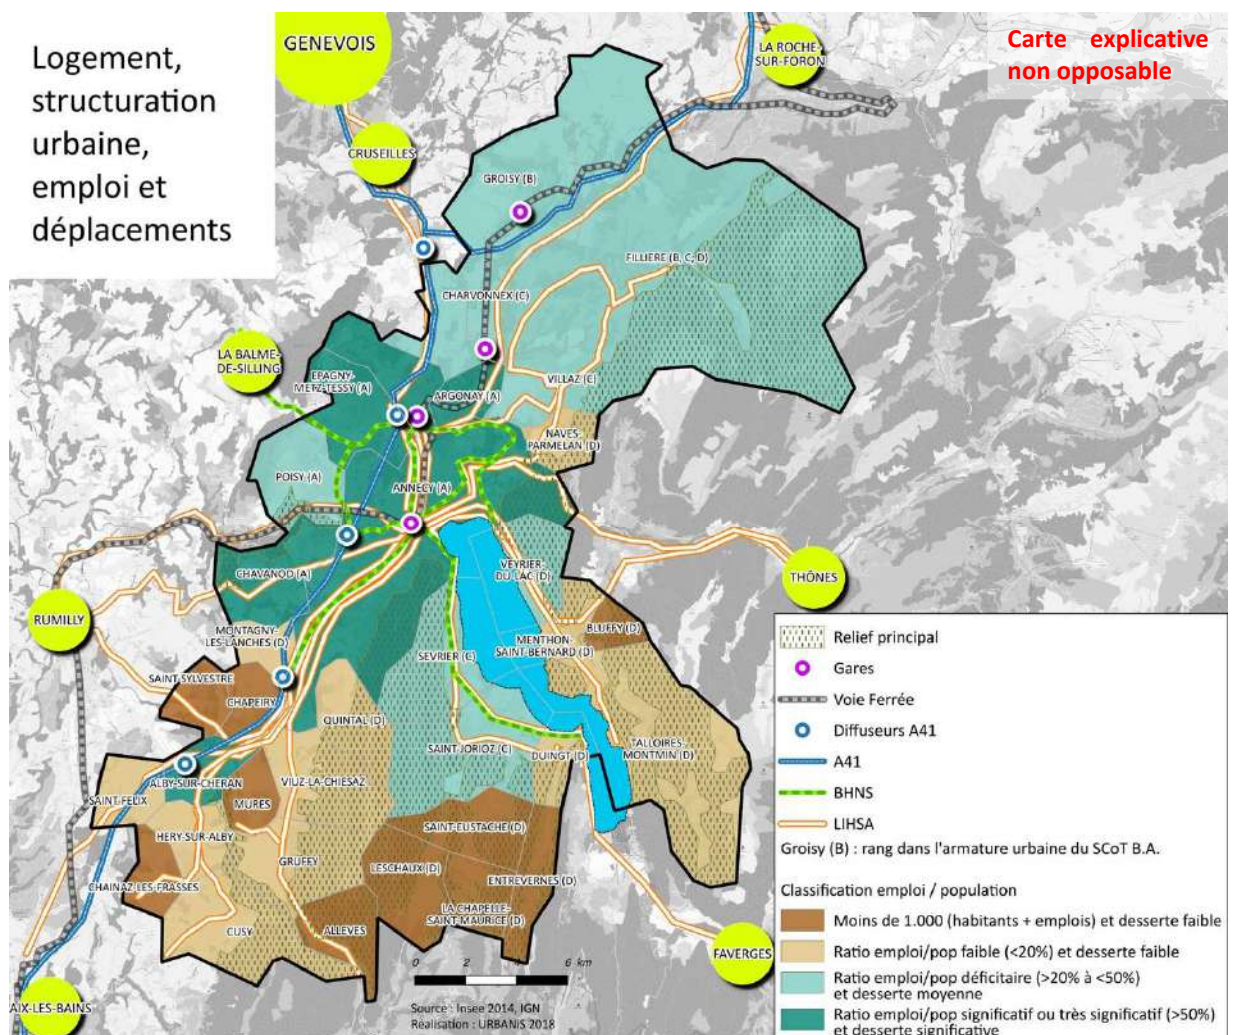 Logement,
structuration
urbaine,
emploi et
déplacements
Carte explicative
non opposable
GENEVOIS
LA ROCHE-
SUR-FORON
CRUSEILLES
GROISY (B)
FILLIERE (B, C, D)
CHARVONNEX (C)
LA BALME-
DE-SILLING
EPAGNY-
METZ-TESSY (A)
ARGONAY (A)
VILLAZ (C)
NAVES-
PARMELAN (D)
POISY (A)
ANNECY (A)
CHAVANOD (A)
VEYRIER-
DU-LAC (D)
THÔNES
RUMILLY
MONTAGNY-
LES-LANCHES (D)
BLUFFY (D)
MENTHON-
SAINT-BERNARD (D)
SEVRIER (C)
SAINT-SYLVESTRE
CHAPEIRY
QUINTAL (D)
SAINT-JORIOZ (C)
DUINGT (D)
TALLOIRES-
MONTMIN (D)
ALBY-SUR-CHERAN
VIUZ-LA-CHIESAZ
SAINT-FELIX
MURES
HERY-SUR-ALBY
SAINT-EUSTACHE (D)
GRUFFY
LESCHAUX (D)
ENTREVERNES (D)
CHAINAZ-LES-FRASSES
LA CHAPELLE-
SAINT-MAURICE (D)
CUSY
ALLEVES
FAVERGES
AIX-LES-BAINS
0 2 4 6 km
Source : Insee 2014, IGN
Réalisation : URBANIS 2018
Relief principal
Gares
Voie Ferrée
Diffuseurs A41
A41
BHNS
LIHSA
Groisy (B) : rang dans l'armature urbaine du SCoT B.A.
Classification emploi / population
Moins de 1.000 (habitants + emplois) et desserte faible
Ratio emploi/pop faible (<20%) et desserte faible
Ratio emploi/pop déficitaire (>20% à <50%)
et desserte moyenne
Ratio emploi/pop significatif ou très significatif (>50%)
et desserte significative